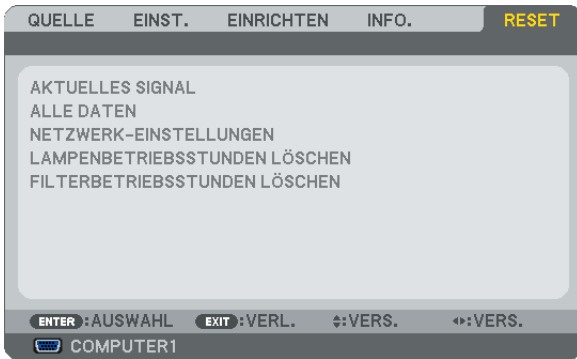 QUELLE EINST. EINRICHTEN INFO. RESET
AKTUELLES SIGNAL
ALLE DATEN
NETZWERK-EINSTELLUNGEN
LAMPENBETRIEBSSTUNDEN LÖSCHEN
FILTERBETRIEBSSTUNDEN LÖSCHEN
ENTER :AUSWAHL EXIT :VERL. :VERS. :VERS.
COMPUTER1